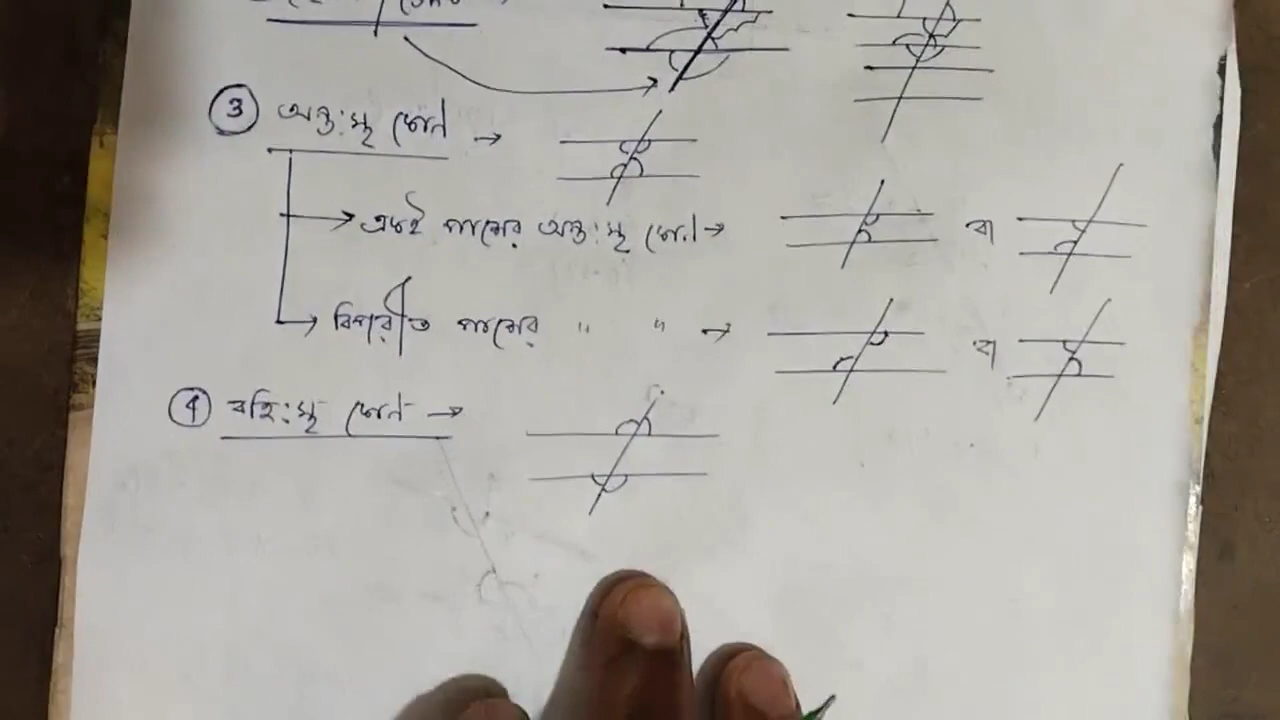 ③ অন্তঃস্থ কোণ →
→ একই পাশের অন্তঃস্থ কোণ → বা
→ বিপরীত পাশের " " → বা
④ বহিঃস্থ কোণ →